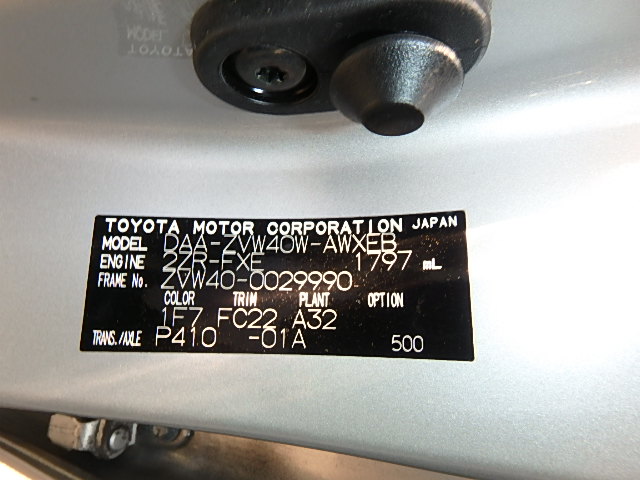 TOYOTA MOTOR CORPORATION JAPAN
MODEL DAA-ZVW40W-AWXEB
ENGINE 2ZR-FXE 1797 mL
FRAME No. ZVW40-0029990
COLOR TRIM PLANT OPTION
1F7 FC22 A32
TRANS./AXLE P410 -01A 500